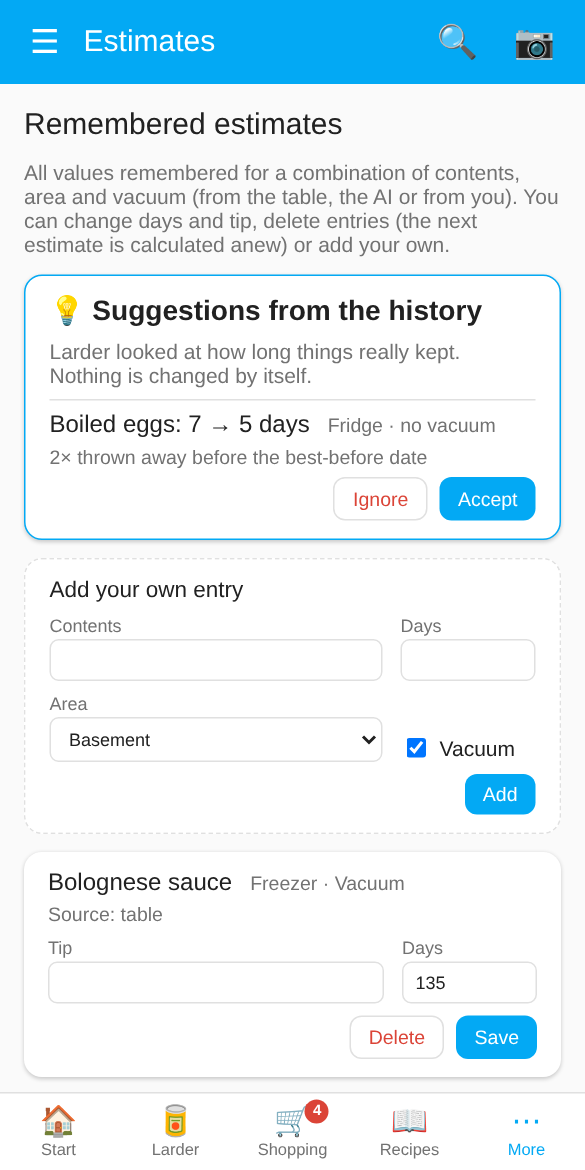 ☰ Estimates 🔍 📷
Remembered estimates
All values remembered for a combination of contents,
area and vacuum (from the table, the AI or from you). You
can change days and tip, delete entries (the next
estimate is calculated anew) or add your own.
💡 Suggestions from the history
Larder looked at how long things really kept.
Nothing is changed by itself.
Boiled eggs: 7 → 5 days Fridge · no vacuum
2× thrown away before the best-before date
Ignore Accept
Add your own entry
Contents Days
Area
Basement Vacuum
Add
Bolognese sauce Freezer · Vacuum
Source: table
Tip Days
135
Delete Save
4
Start Larder Shopping Recipes More